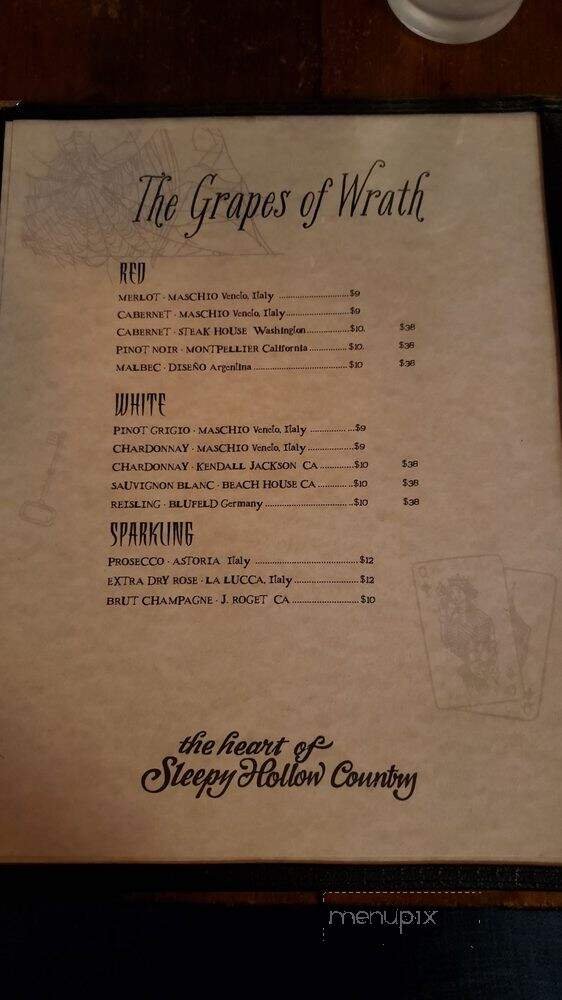 The Grapes of Wrath
RED
MERLOT · MASCHIO Veneto, Italy ........................ $9
CABERNET · MASCHIO Veneto, Italy ........................ $9
CABERNET · STEAK HOUSE Washington ............... $10. $38
PINOT NOIR · MONTPELLIER California ............. $10. $38
MALBEC · DISEÑO Argentina ................................ $10 $38
WHITE
PINOT GRIGIO · MASCHIO Veneto, Italy ............... $9
CHARDONNAY · MASCHIO Veneto, Italy ............... $9
CHARDONNAY · KENDALL JACKSON CA ........... $10 $38
SAUVIGNON BLANC · BEACH HOUSE CA ........... $10 $38
REISLING · BLUFELD Germany ............................. $10 $38
SPARKLING
PROSECCO · ASTORIA Italy ................................ $12
EXTRA DRY ROSE · LA LUCCA, Italy .................... $12
BRUT CHAMPAGNE · J. ROGET CA ..................... $10
the heart of
Sleepy Hollow Country
menupix